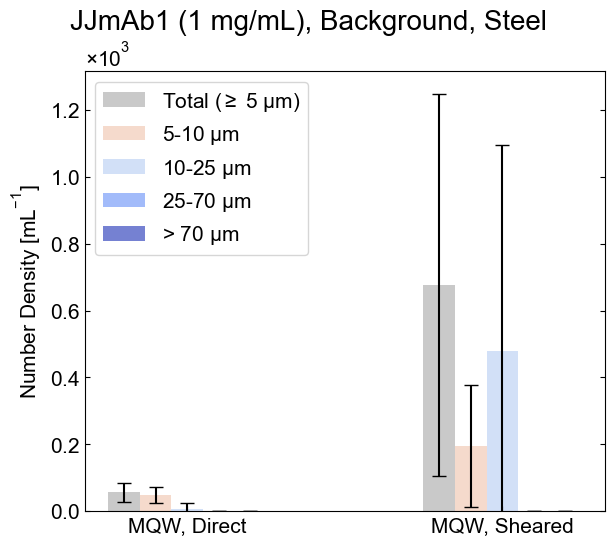 JJmAb1 (1 mg/mL), Background, Steel
×10³
Total (≥ 5 µm)
5-10 µm
10-25 µm
25-70 µm
> 70 µm
Number Density [mL⁻¹]
1.2
1.0
0.8
0.6
0.4
0.2
0.0
MQW, Direct
MQW, Sheared